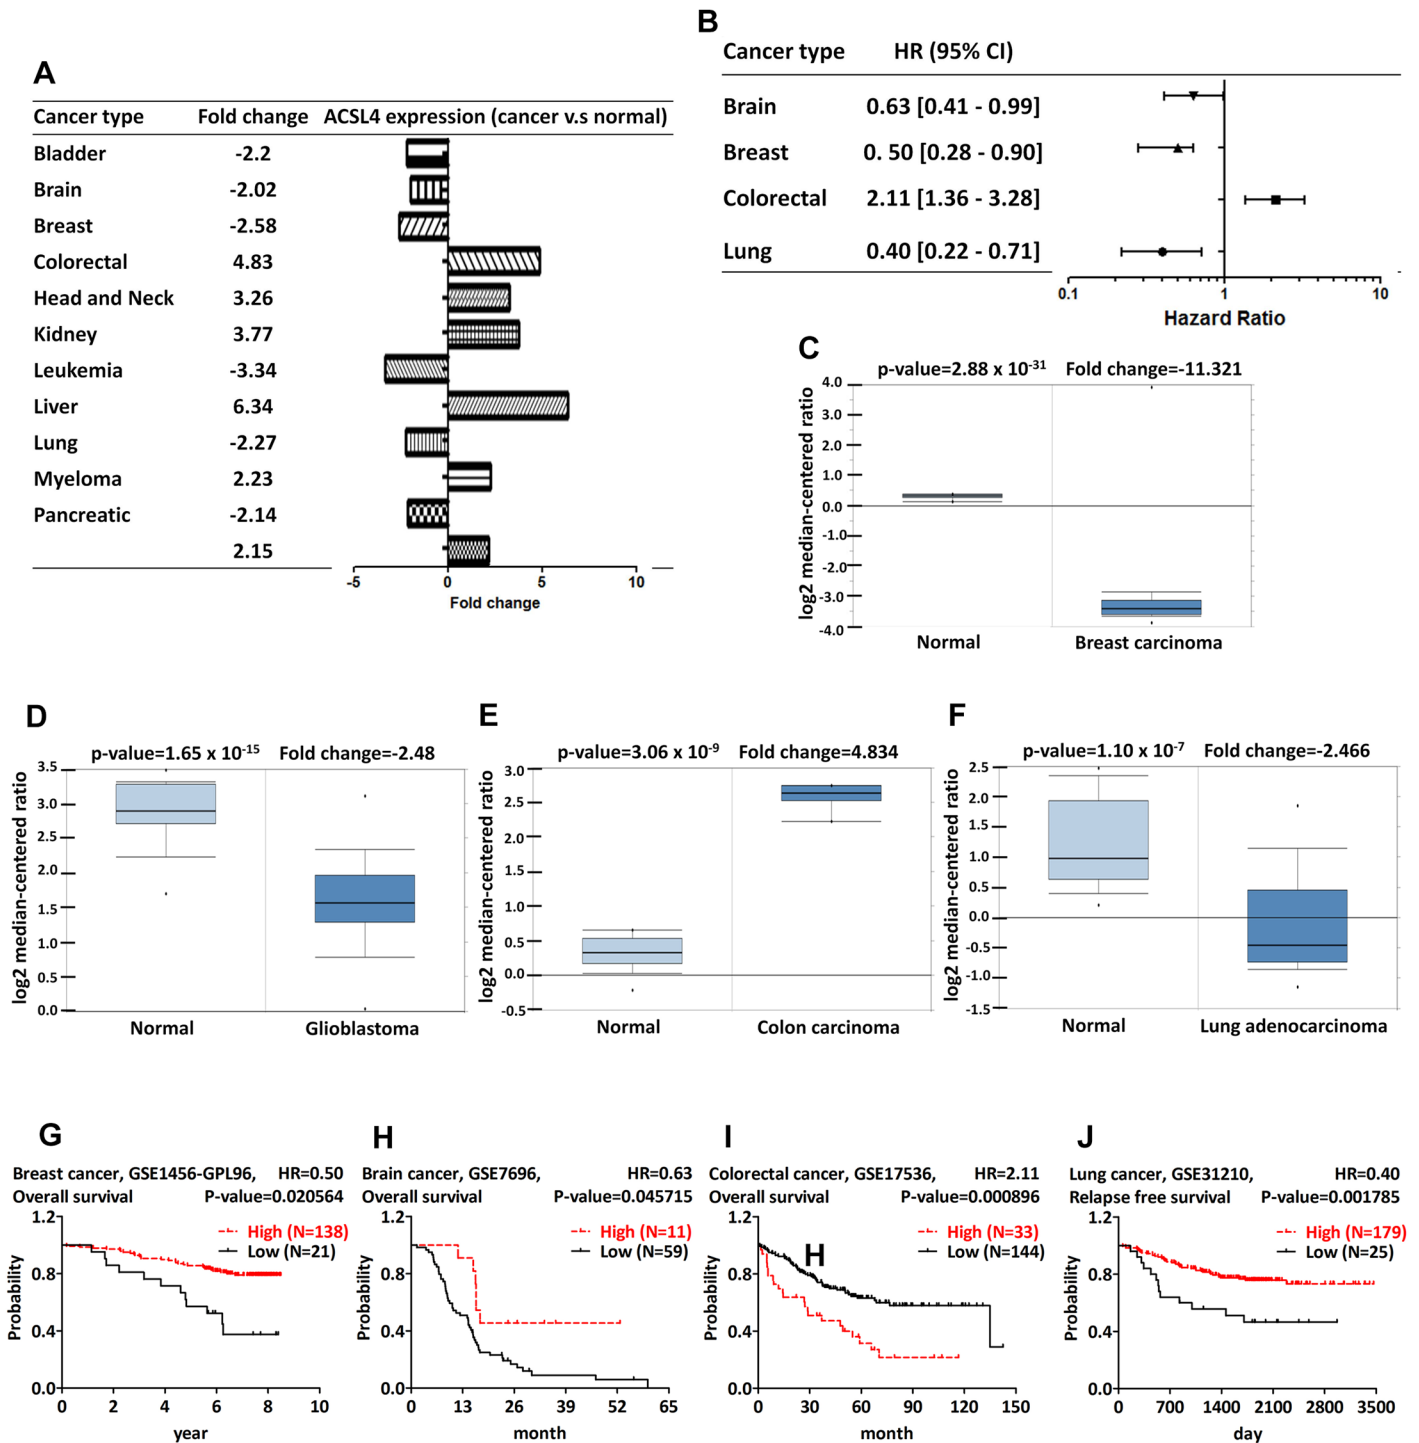 A
Cancer type Fold change ACSL4 expression (cancer v.s normal)
Bladder -2.2
Brain -2.02
Breast -2.58
Colorectal 4.83
Head and Neck 3.26
Kidney 3.77
Leukemia -3.34
Liver 6.34
Lung -2.27
Myeloma 2.23
Pancreatic -2.14
2.15
-5 0 5 10
Fold change
B
Cancer type HR (95% CI)
Brain 0.63 [0.41 - 0.99]
Breast 0. 50 [0.28 - 0.90]
Colorectal 2.11 [1.36 - 3.28]
Lung 0.40 [0.22 - 0.71]
0.1 1 10
Hazard Ratio
C
p-value=2.88 x 10-31 Fold change=-11.321
log2 median-centered ratio
4.0
3.0
2.0
1.0
0.0
-1.0
-2.0
-3.0
-4.0
Normal Breast carcinoma
D
p-value=1.65 x 10-15 Fold change=-2.48
log2 median-centered ratio
3.5
3.0
2.5
2.0
1.5
1.0
0.5
0.0
Normal Glioblastoma
E
p-value=3.06 x 10-9 Fold change=4.834
log2 median-centered ratio
3.0
2.5
2.0
1.5
1.0
0.5
0.0
-0.5
Normal Colon carcinoma
F
p-value=1.10 x 10-7 Fold change=-2.466
log2 median-centered ratio
2.5
2.0
1.5
1.0
0.5
0.0
-0.5
-1.0
-1.5
Normal Lung adenocarcinoma
G
Breast cancer, GSE1456-GPL96, HR=0.50
Overall survival P-value=0.020564
High (N=138)
Low (N=21)
Probability
1.2
0.8
0.4
0.0
0 2 4 6 8 10
year
H
Brain cancer, GSE7696, HR=0.63
Overall survival P-value=0.045715
High (N=11)
Low (N=59)
Probability
1.2
0.8
0.4
0.0
0 13 26 39 52 65
month
I
Colorectal cancer, GSE17536, HR=2.11
Overall survival P-value=0.000896
High (N=33)
Low (N=144)
H
Probability
1.2
0.8
0.4
0.0
0 30 60 90 120 150
month
J
Lung cancer, GSE31210, HR=0.40
Relapse free survival P-value=0.001785
High (N=179)
Low (N=25)
Probability
1.2
0.8
0.4
0.0
0 700 1400 2100 2800 3500
day